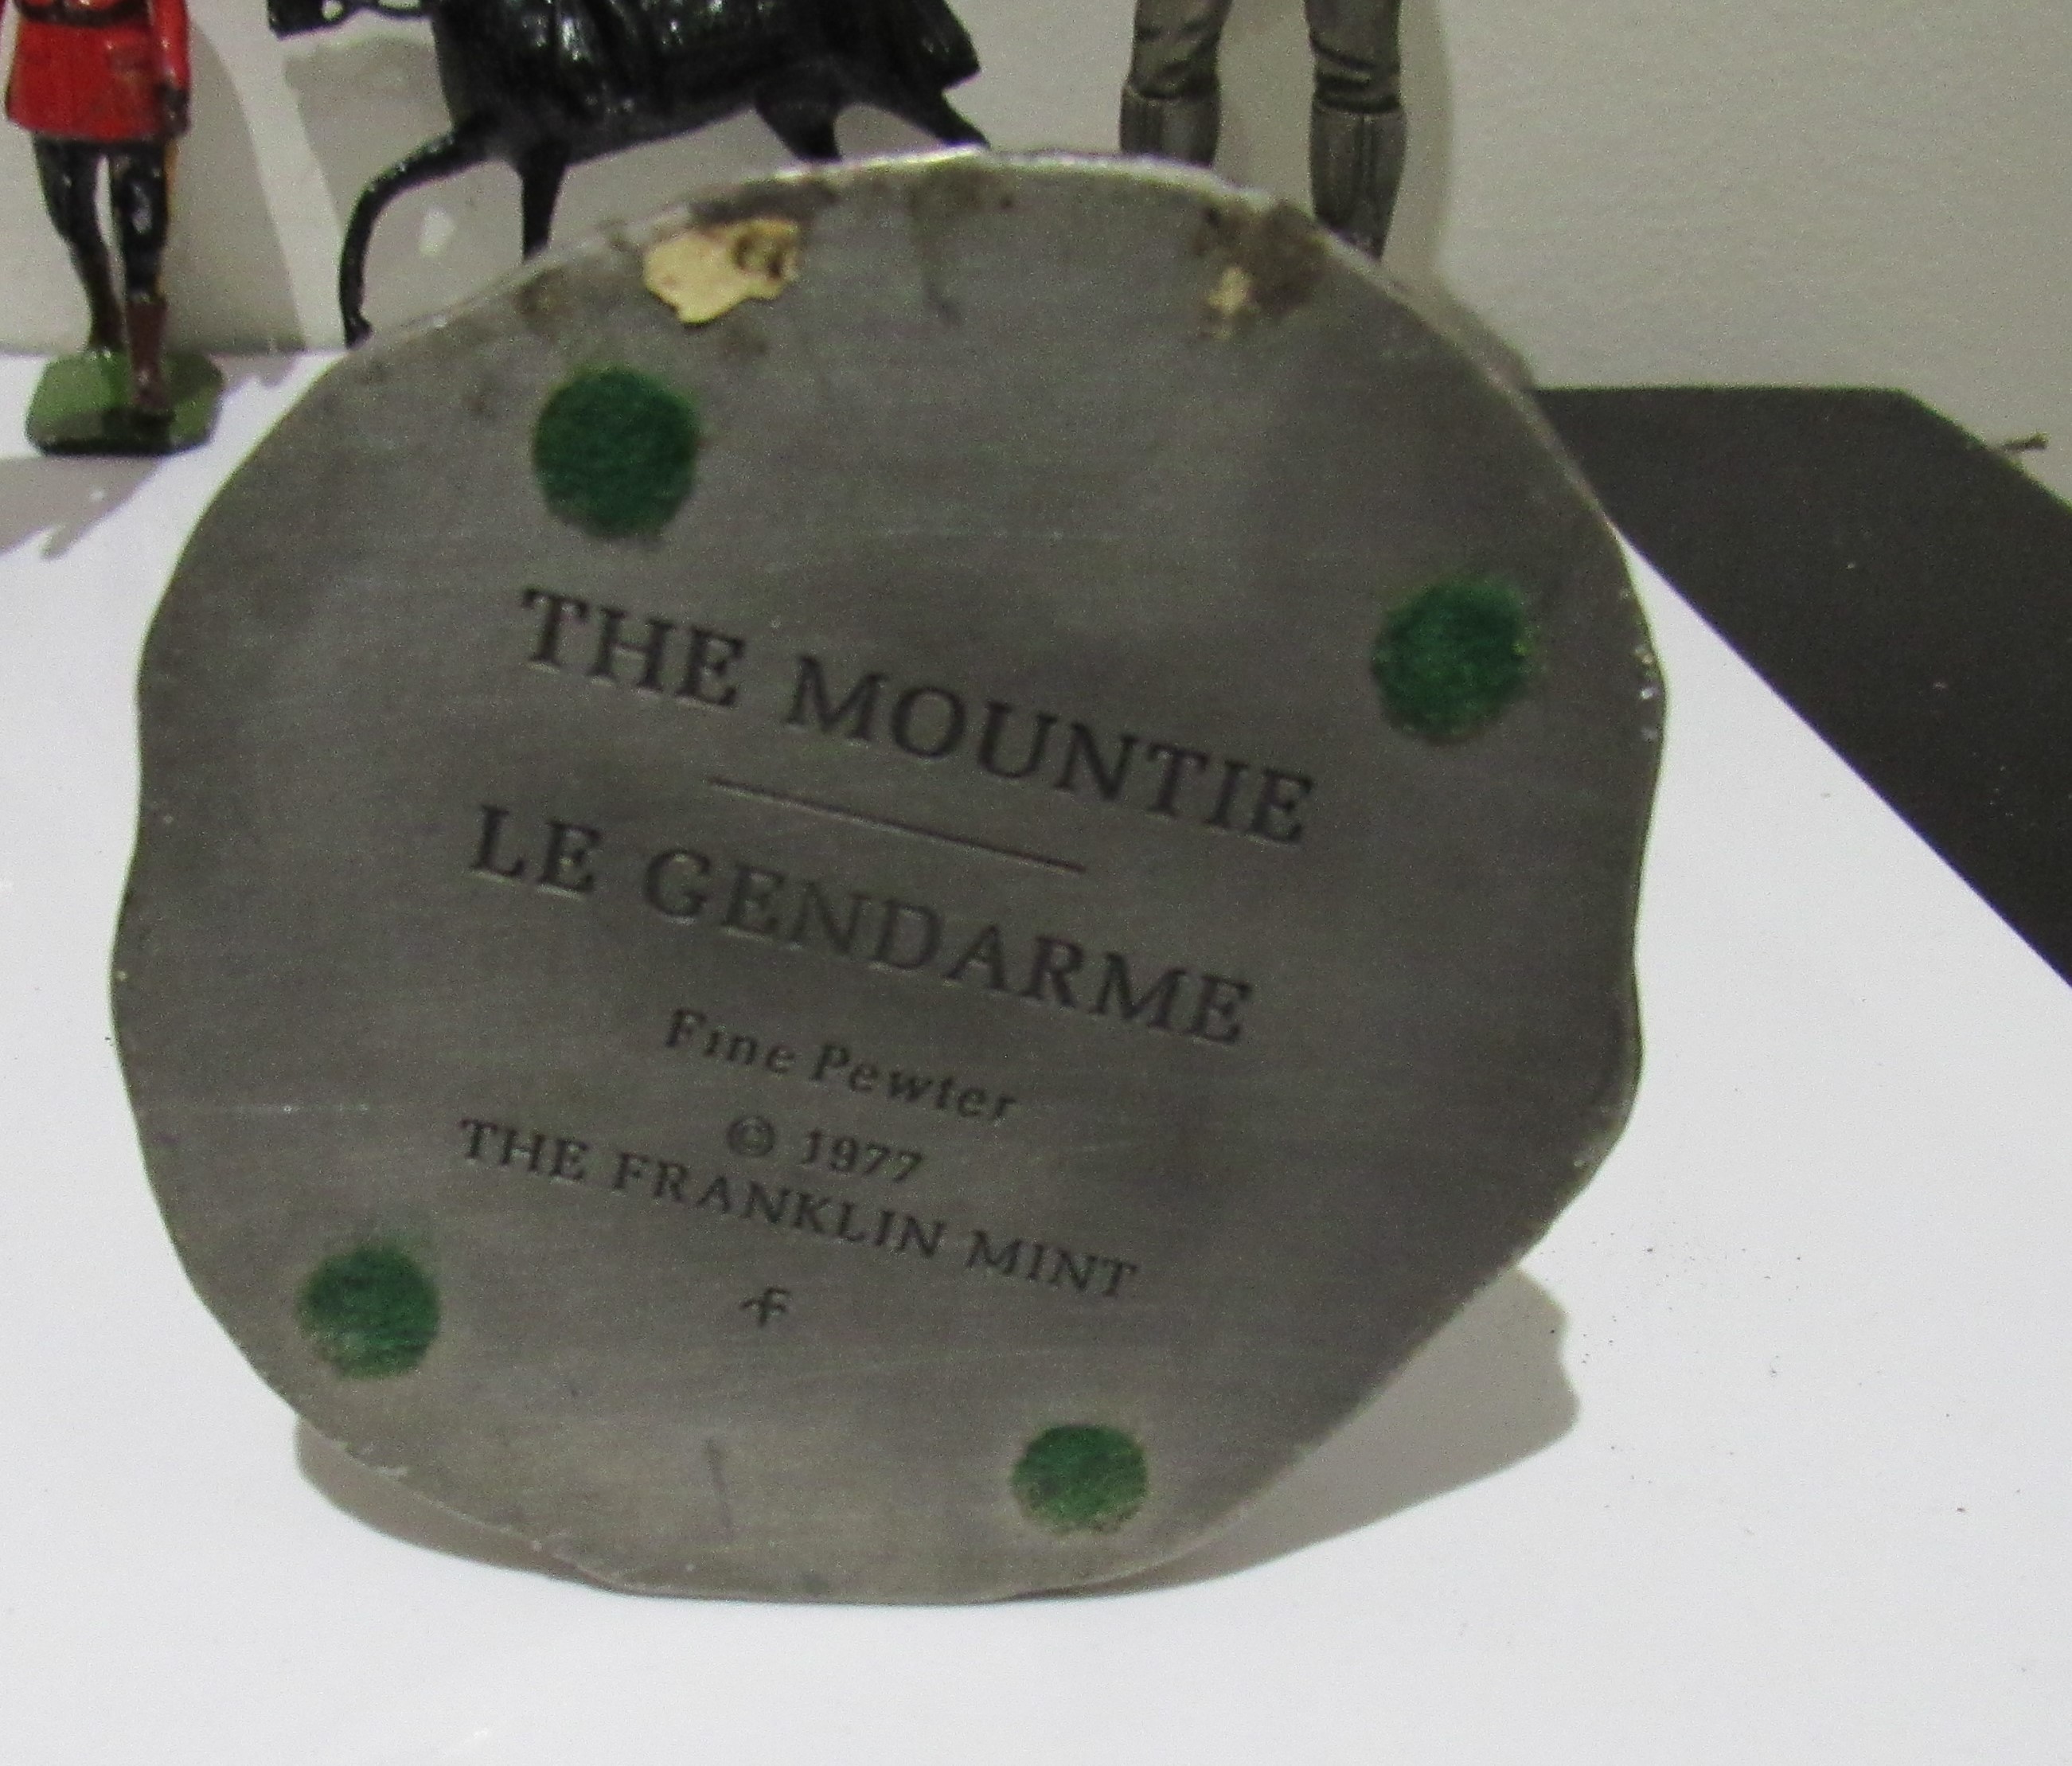 THE MOUNTIE
LE GENDARME
Fine Pewter
© 1977
THE FRANKLIN MINT
F